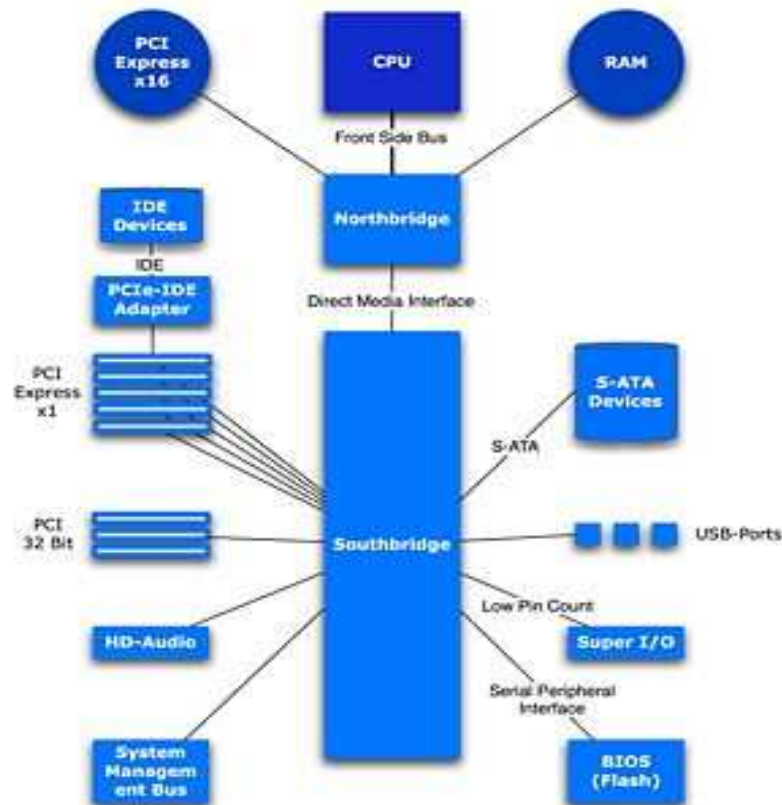 PCI
Express
x16
CPU
RAM
Front Side Bus
Northbridge
IDE
Devices
IDE
PCIe-IDE
Adapter
Direct Media Interface
PCI
Express
x1
S-ATA
Devices
S-ATA
PCI
32 Bit
Southbridge
USB-Ports
Low Pin Count
HD-Audio
Super I/O
Serial Peripheral
Interface
System
Managem
ent Bus
BIOS
(Flash)